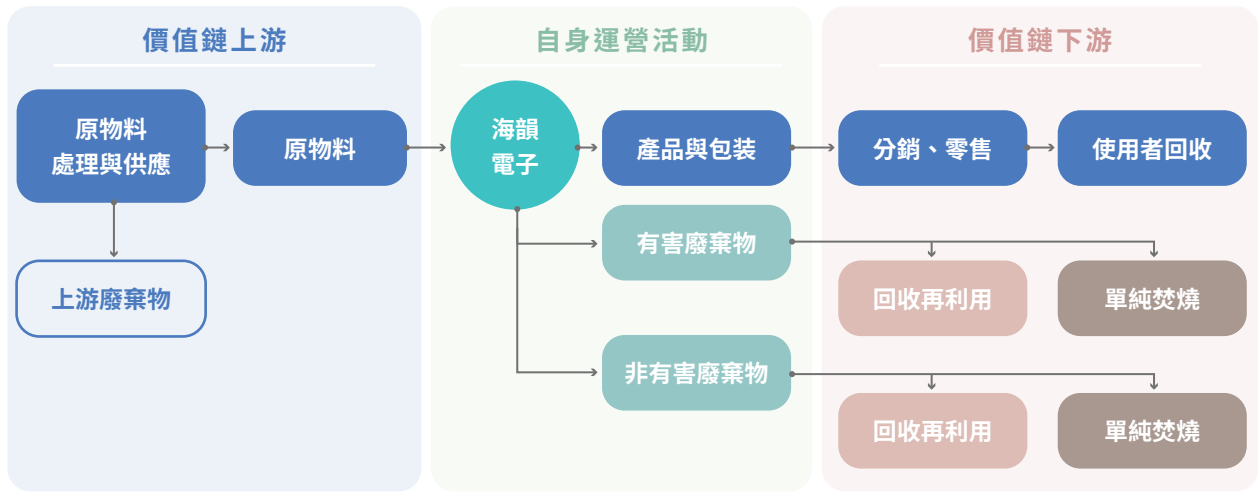 價值鏈上游
自身運營活動
價值鏈下游
原物料
處理與供應
原物料
海韻
電子
產品與包裝
分銷、零售
使用者回收
上游廢棄物
有害廢棄物
回收再利用
單純焚燒
非有害廢棄物
回收再利用
單純焚燒